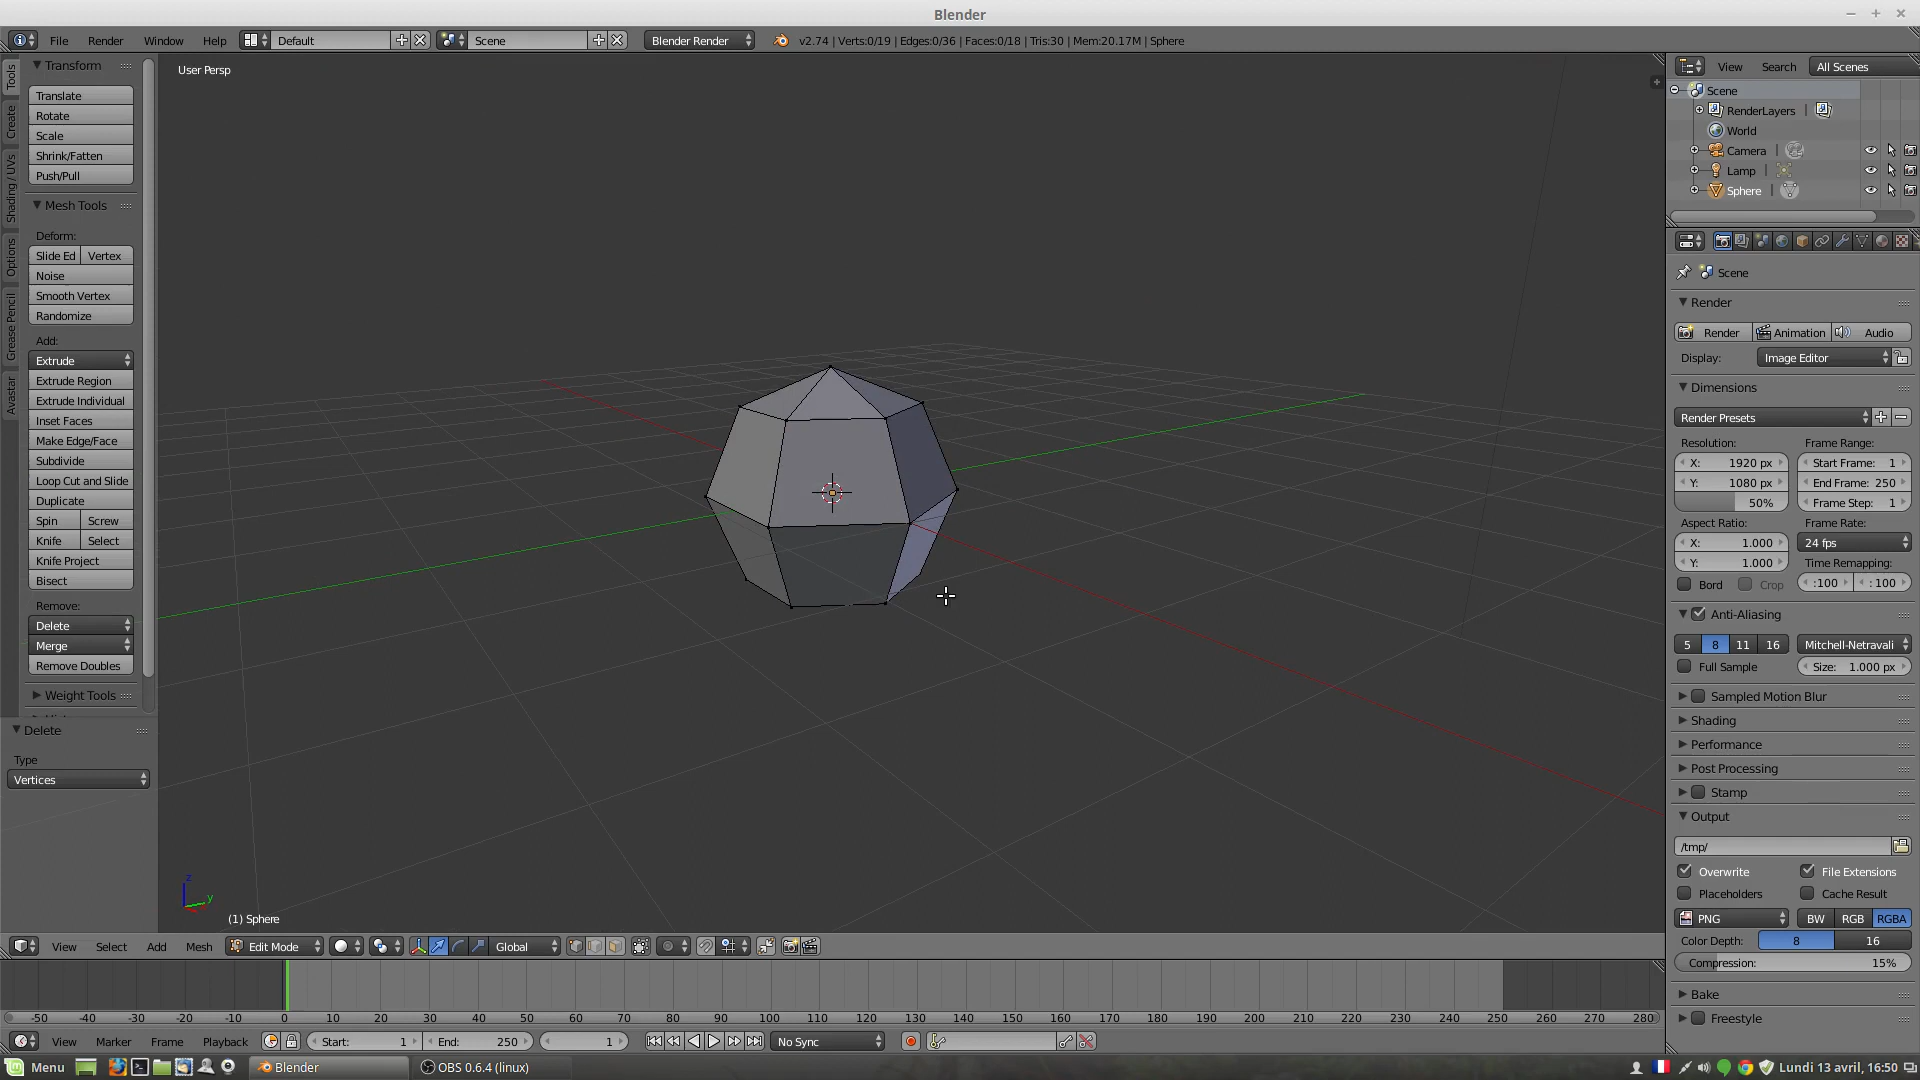 Blender
File Render Window Help Default Scene Blender Render v2.74 | Verts:0/19 | Edges:0/36 | Faces:0/18 | Tris:30 | Mem:20.17M | Sphere
Tools
Create
Shading / UVs
Options
Grease Pencil
Avastar
Transform
Translate
Rotate
Scale
Shrink/Fatten
Push/Pull
Mesh Tools
Deform:
Slide Ed Vertex
Noise
Smooth Vertex
Randomize
Add:
Extrude
Extrude Region
Extrude Individual
Inset Faces
Make Edge/Face
Subdivide
Loop Cut and Slide
Duplicate
Spin Screw
Knife Select
Knife Project
Bisect
Remove:
Delete
Merge
Remove Doubles
Weight Tools
Delete
Type
Vertices
User Persp
z
y
(1) Sphere
View Search All Scenes
Scene
RenderLayers
World
Camera
Lamp
Sphere
Scene
Render
Render Animation Audio
Display: Image Editor
Dimensions
Render Presets
Resolution: Frame Range:
X: 1920 px Start Frame: 1
Y: 1080 px End Frame: 250
50% Frame Step: 1
Aspect Ratio: Frame Rate:
X: 1.000 24 fps
Y: 1.000 Time Remapping:
Bord Crop :100 : 100
Anti-Aliasing
5 8 11 16 Mitchell-Netravali
Full Sample Size: 1.000 px
Sampled Motion Blur
Shading
Performance
Post Processing
Stamp
Output
/tmp/
Overwrite File Extensions
Placeholders Cache Result
PNG BW RGB RGBA
Color Depth: 8 16
Compression: 15%
Bake
Freestyle
View Select Add Mesh Edit Mode Global
-50 -40 -30 -20 -10 0 10 20 30 40 50 60 70 80 90 100 110 120 130 140 150 160 170 180 190 200 210 220 230 240 250 260 270 280
View Marker Frame Playback Start: 1 End: 250 1 No Sync
Menu Blender OBS 0.6.4 (linux) Lundi 13 avril, 16:50